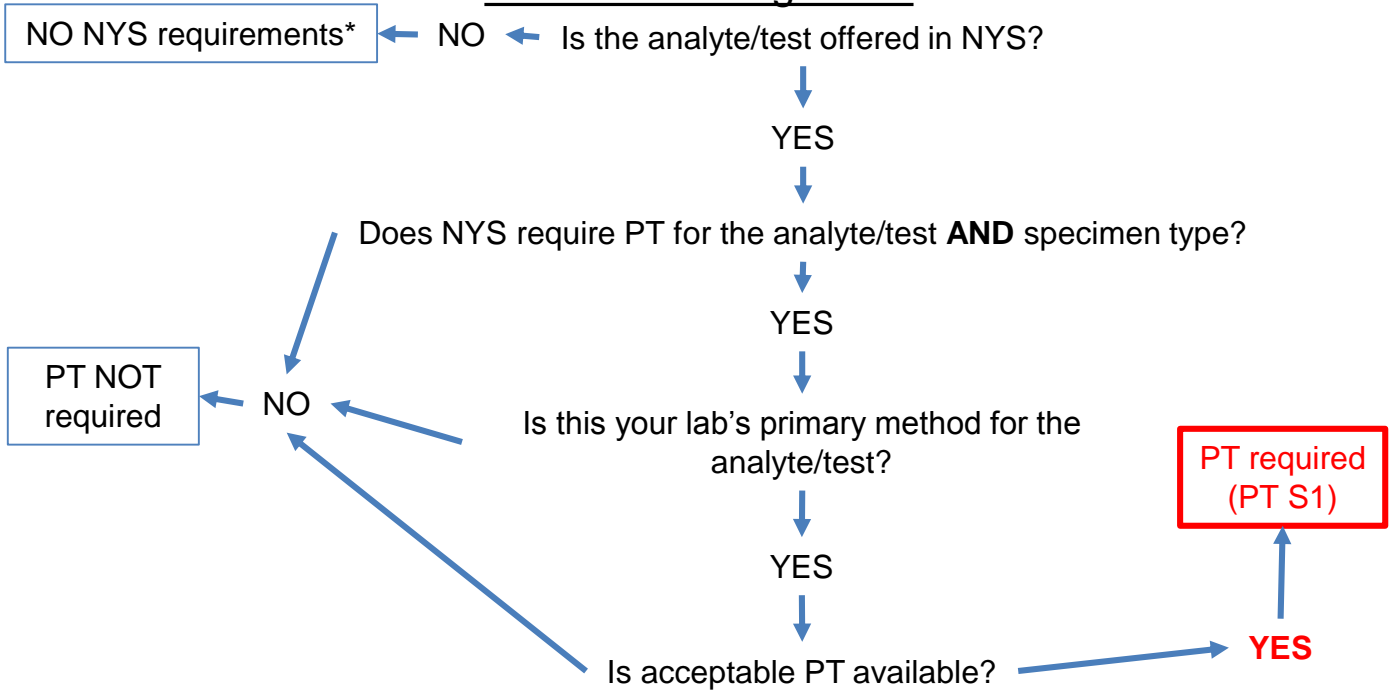 NO NYS requirements*
NO
Is the analyte/test offered in NYS?
YES
Does NYS require PT for the analyte/test AND specimen type?
YES
PT NOT
required
NO
Is this your lab’s primary method for the
analyte/test?
PT required
(PT S1)
YES
Is acceptable PT available?
YES